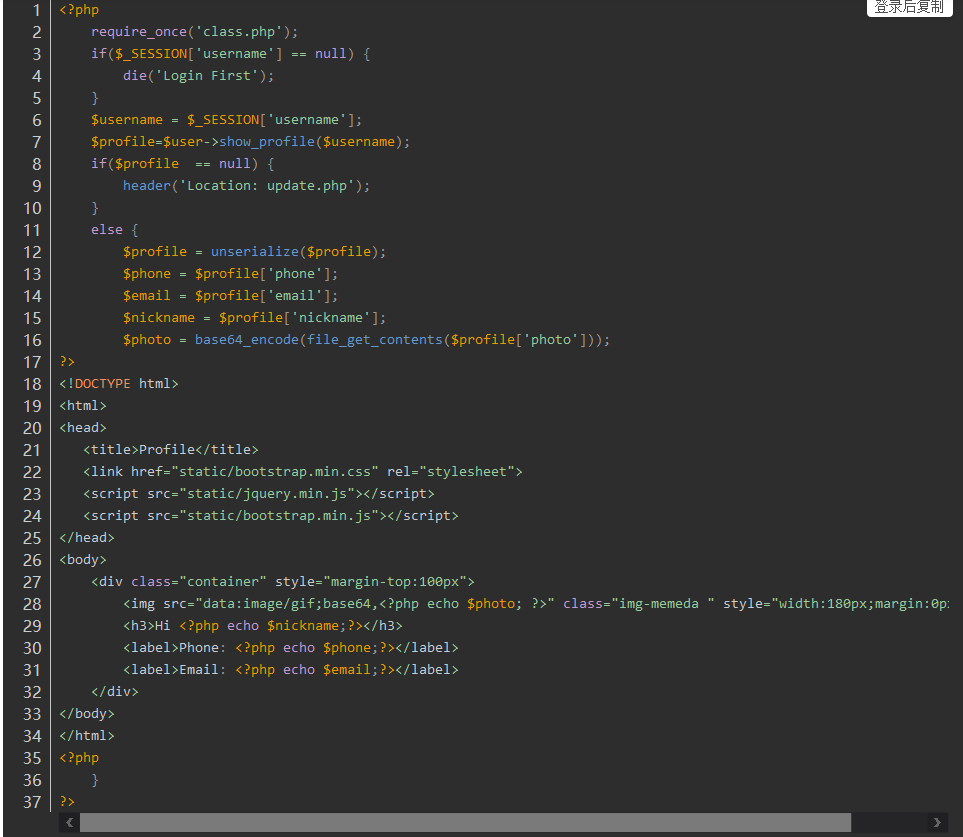 登录后复制
1 <?php
2     require_once('class.php');
3     if($_SESSION['username'] == null) {
4         die('Login First');
5     }
6     $username = $_SESSION['username'];
7     $profile=$user->show_profile($username);
8     if($profile  == null) {
9         header('Location: update.php');
10     }
11     else {
12         $profile = unserialize($profile);
13         $phone = $profile['phone'];
14         $email = $profile['email'];
15         $nickname = $profile['nickname'];
16         $photo = base64_encode(file_get_contents($profile['photo']));
17 ?>
18 <!DOCTYPE html>
19 <html>
20 <head>
21    <title>Profile</title>
22    <link href="static/bootstrap.min.css" rel="stylesheet">
23    <script src="static/jquery.min.js"></script>
24    <script src="static/bootstrap.min.js"></script>
25 </head>
26 <body>
27     <div class="container" style="margin-top:100px">
28         <img src="data:image/gif;base64,<?php echo $photo; ?>" class="img-memeda " style="width:180px;margin:0px
29         <h3>Hi <?php echo $nickname;?></h3>
30         <label>Phone: <?php echo $phone;?></label>
31         <label>Email: <?php echo $email;?></label>
32     </div>
33 </body>
34 </html>
35 <?php
36     }
37 ?>